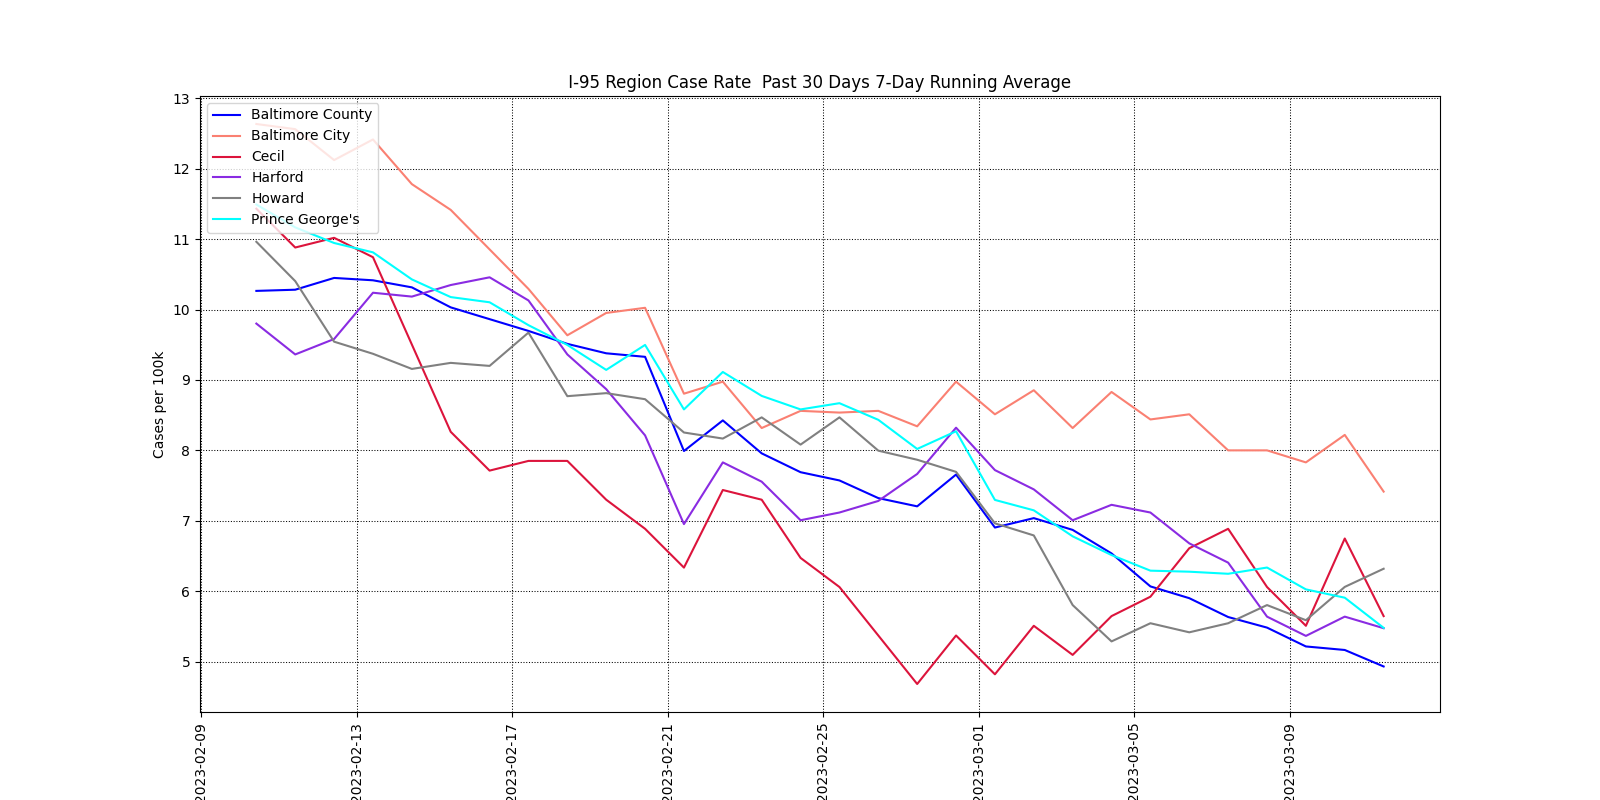 I-95 Region Case Rate  Past 30 Days 7-Day Running Average
Cases per 100k
13
12
11
10
9
8
7
6
5
Baltimore County
Baltimore City
Cecil
Harford
Howard
Prince George's
2023-02-09
2023-02-13
2023-02-17
2023-02-21
2023-02-25
2023-03-01
2023-03-05
2023-03-09